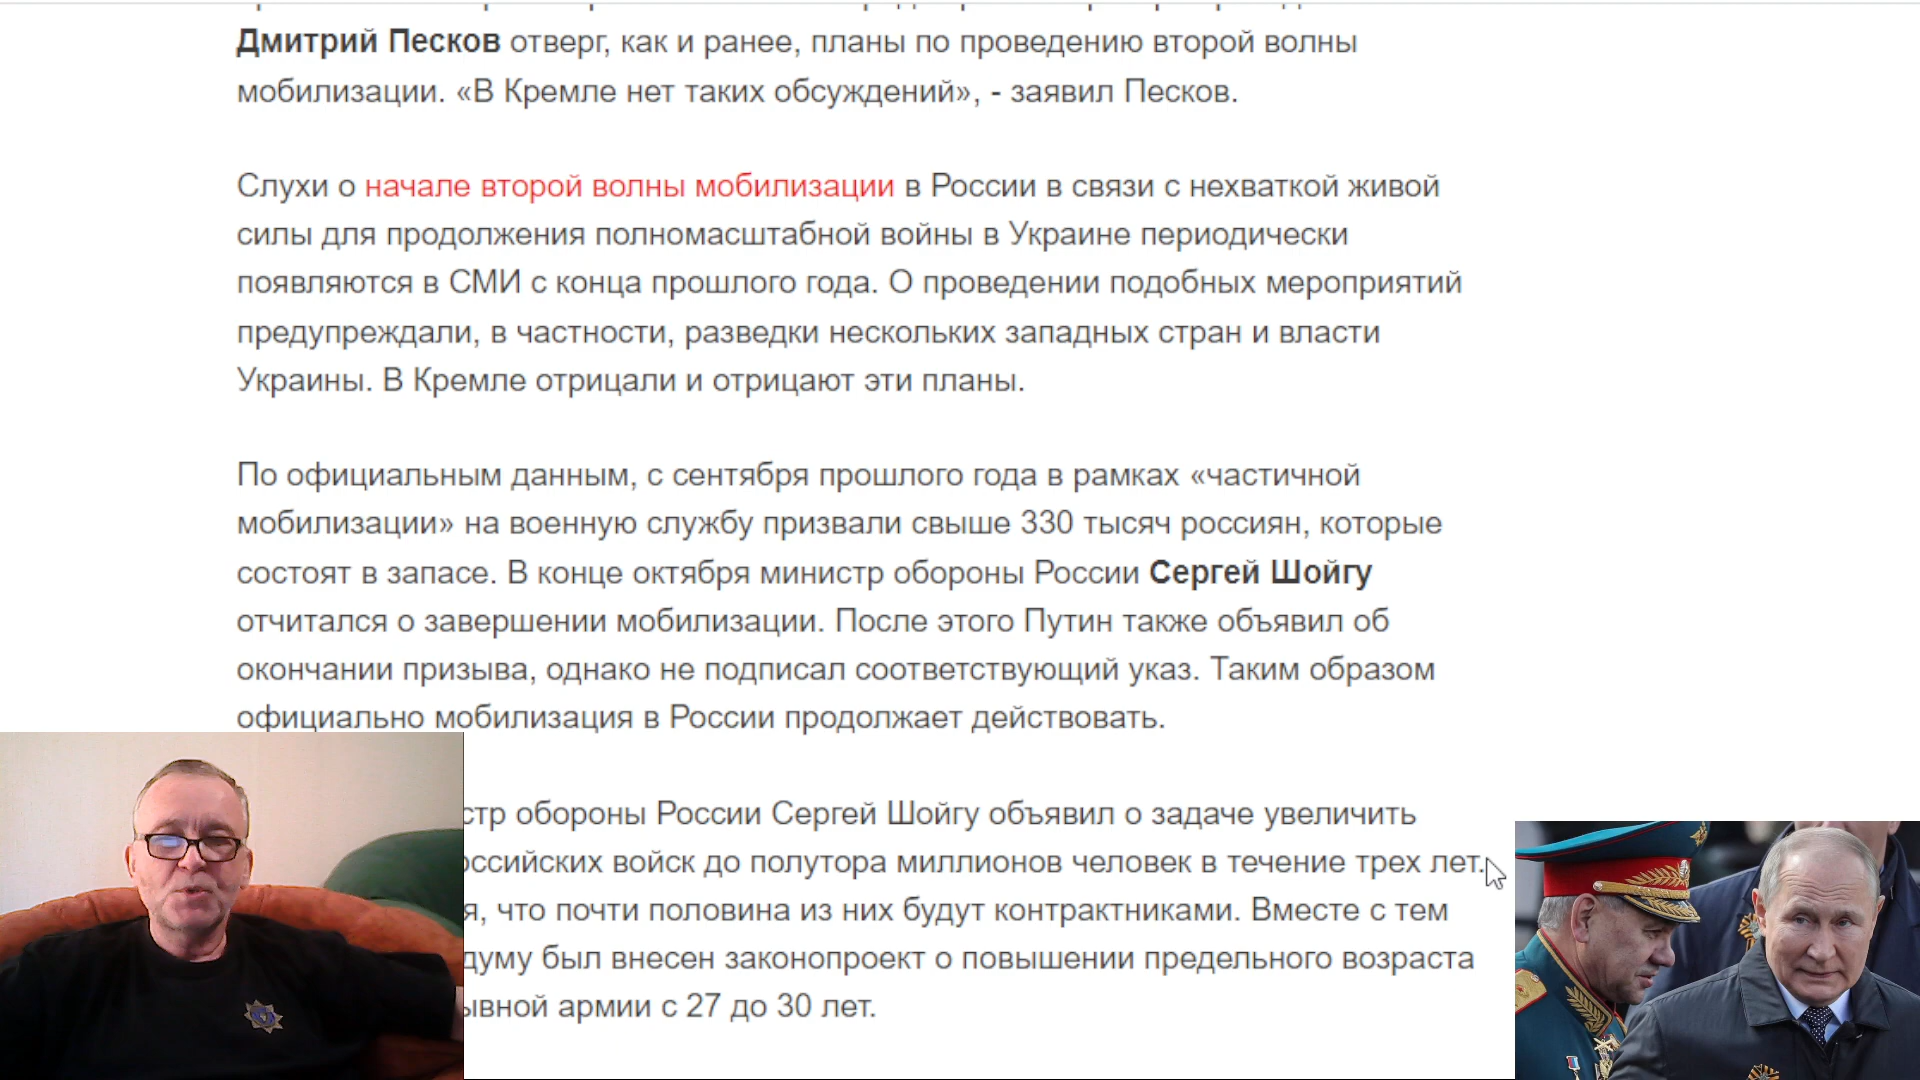 Дмитрий Песков отверг, как и ранее, планы по проведению второй волны
мобилизации. «В Кремле нет таких обсуждений», - заявил Песков.
Слухи о начале второй волны мобилизации в России в связи с нехваткой живой
силы для продолжения полномасштабной войны в Украине периодически
появляются в СМИ с конца прошлого года. О проведении подобных мероприятий
предупреждали, в частности, разведки нескольких западных стран и власти
Украины. В Кремле отрицали и отрицают эти планы.
По официальным данным, с сентября прошлого года в рамках «частичной
мобилизации» на военную службу призвали свыше 330 тысяч россиян, которые
состоят в запасе. В конце октября министр обороны России Сергей Шойгу
отчитался о завершении мобилизации. После этого Путин также объявил об
окончании призыва, однако не подписал соответствующий указ. Таким образом
официально мобилизация в России продолжает действовать.
стр обороны России Сергей Шойгу объявил о задаче увеличить
оссийских войск до полутора миллионов человек в течение трех лет.
я, что почти половина из них будут контрактниками. Вместе с тем
думу был внесен законопроект о повышении предельного возраста
ывной армии с 27 до 30 лет.